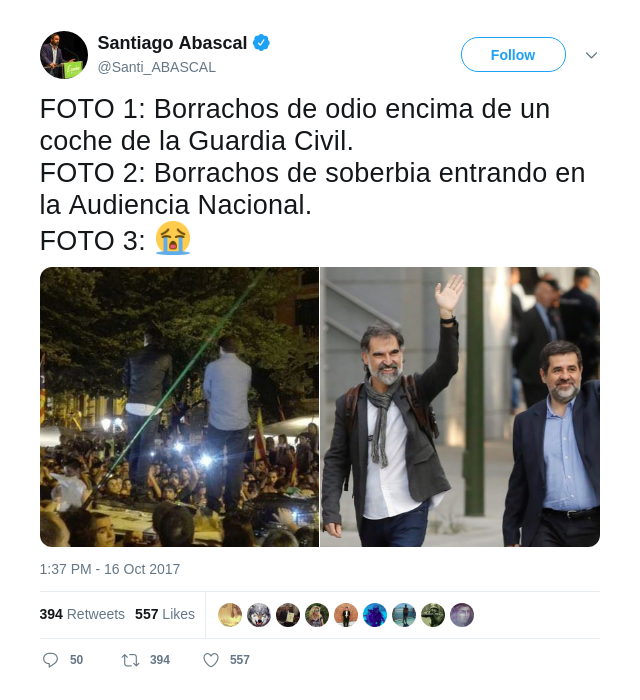 Santiago Abascal
@Santi_ABASCAL
Follow
FOTO 1: Borrachos de odio encima de un
coche de la Guardia Civil.
FOTO 2: Borrachos de soberbia entrando en
la Audiencia Nacional.
FOTO 3: 😭
1:37 PM - 16 Oct 2017
394 Retweets 557 Likes
50 394 557